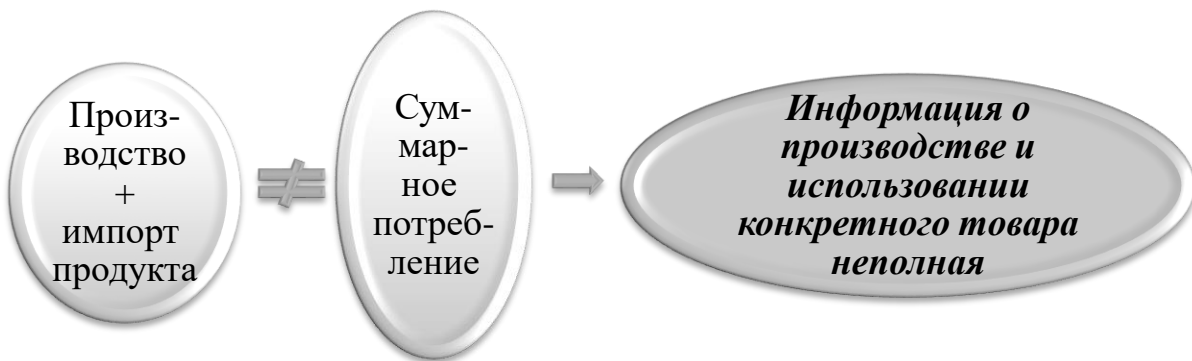 Произ-
водство
+
импорт
продукта
≠
Сум-
мар-
ное
потреб-
ление
Информация о
производстве и
использовании
конкретного товара
неполная